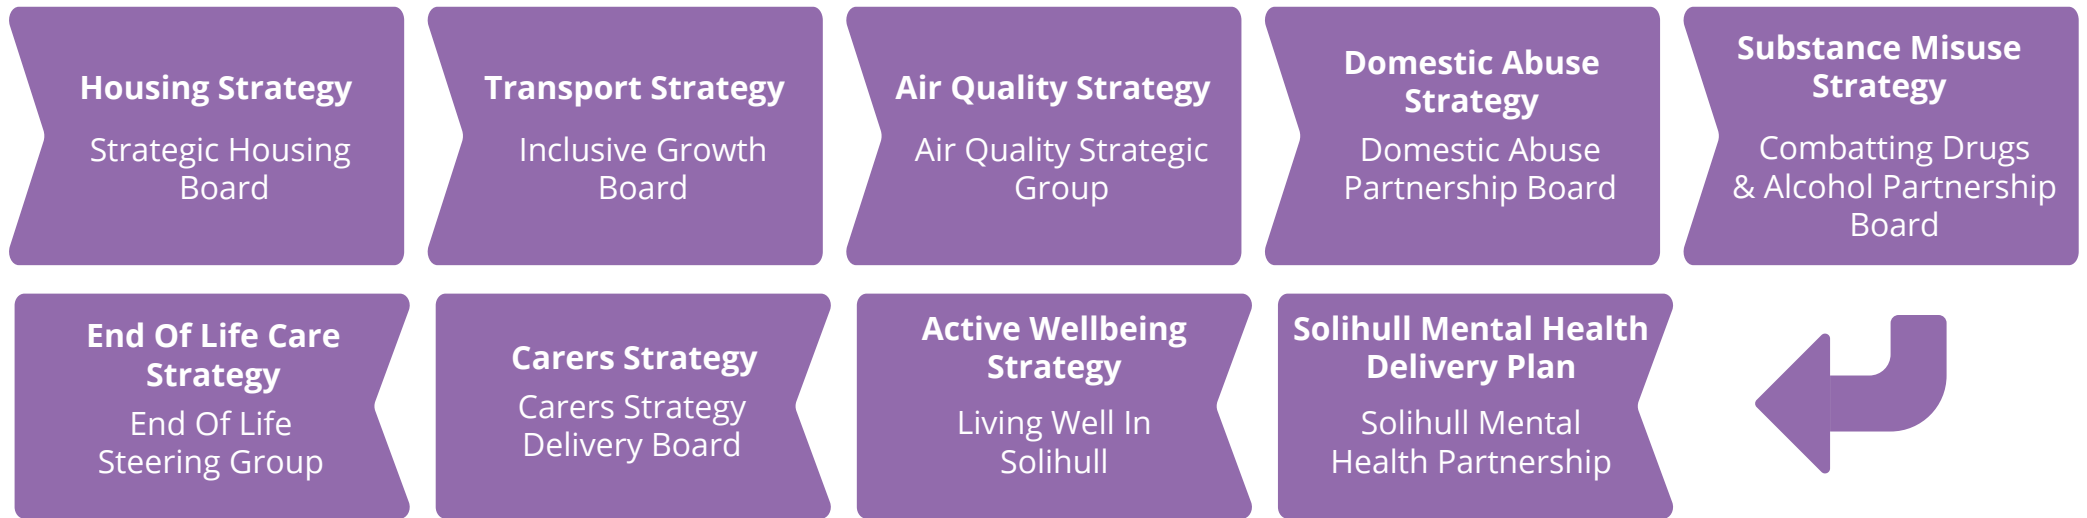 Housing Strategy
Strategic Housing
Board
Transport Strategy
Inclusive Growth
Board
Air Quality Strategy
Air Quality Strategic
Group
Domestic Abuse
Strategy
Domestic Abuse
Partnership Board
Substance Misuse
Strategy
Combatting Drugs
& Alcohol Partnership
Board
End Of Life Care
Strategy
End Of Life
Steering Group
Carers Strategy
Carers Strategy
Delivery Board
Active Wellbeing
Strategy
Living Well In
Solihull
Solihull Mental Health
Delivery Plan
Solihull Mental
Health Partnership